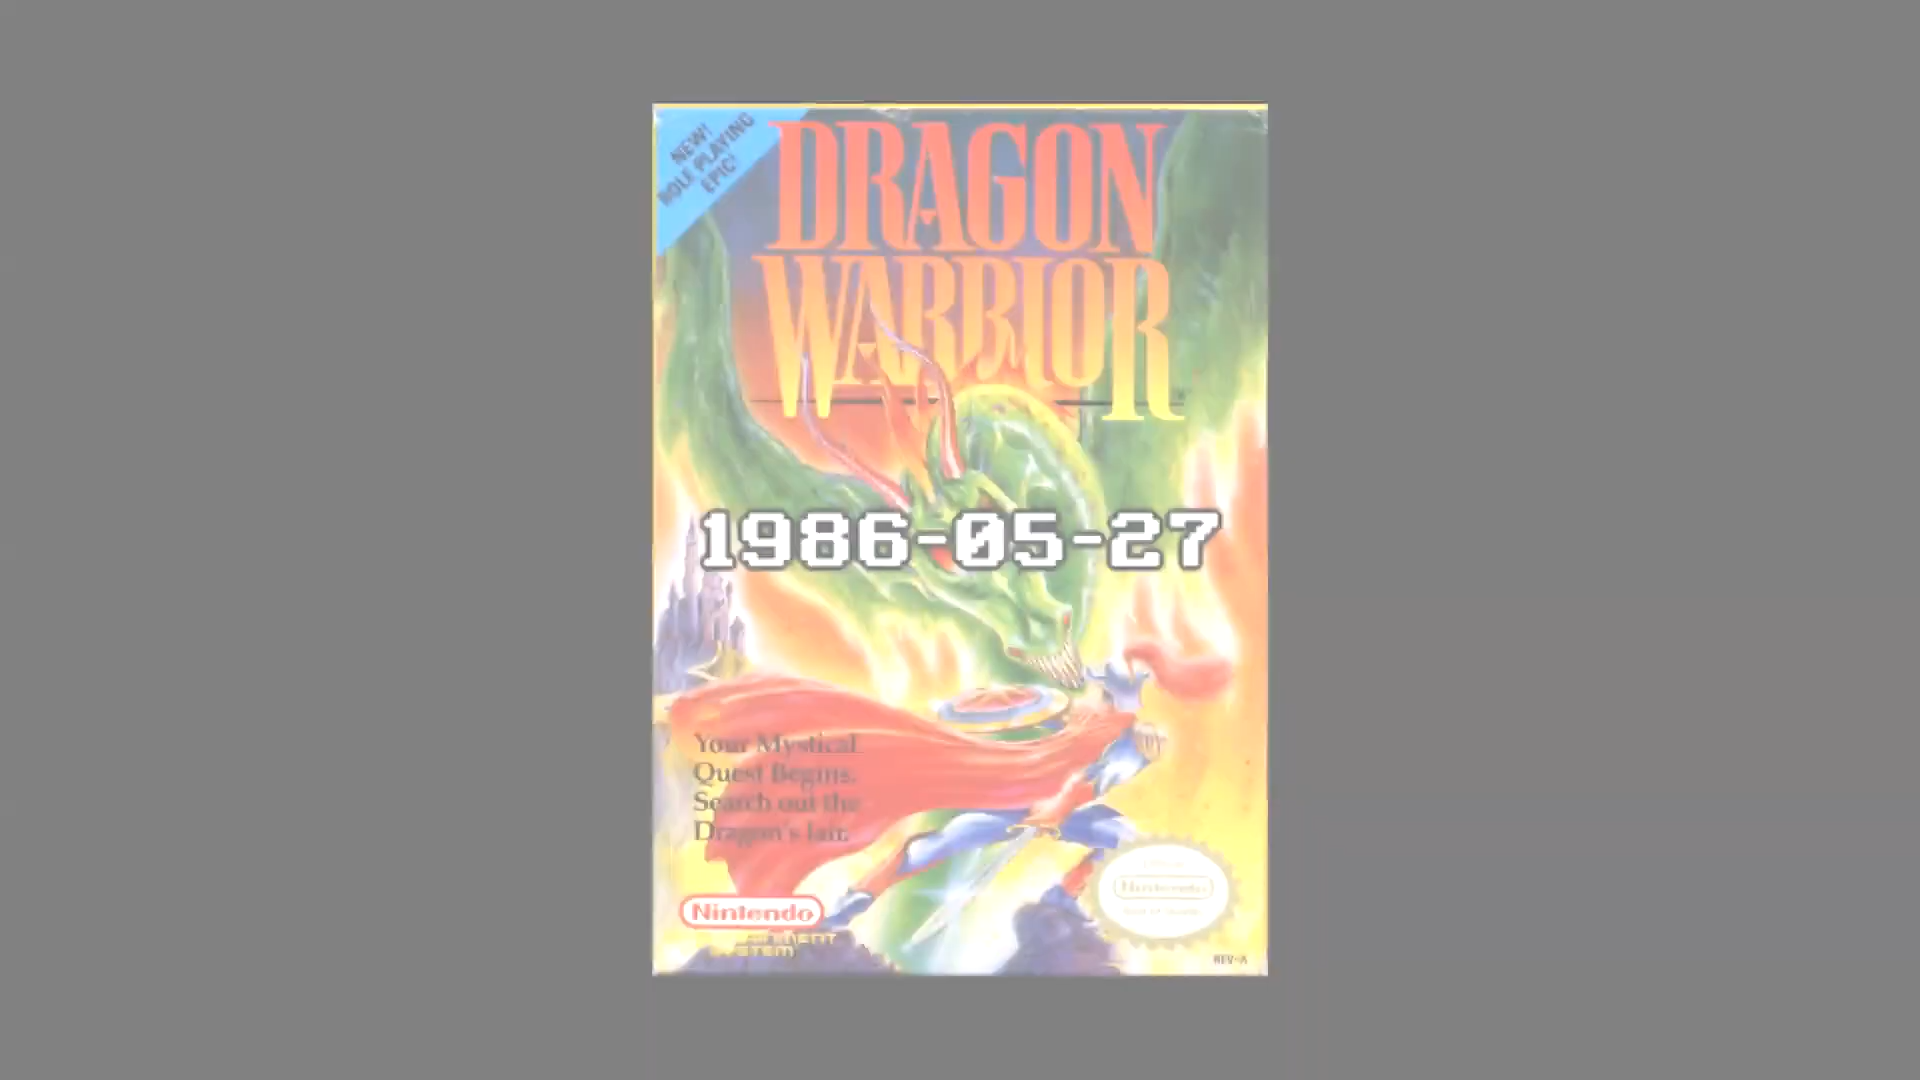 NEW!
ROLE PLAYING
EPIC!
DRAGON
WARRIOR
1986-05-27
Your Mystical
Quest Begins.
Search out the
Dragon's lair.
Nintendo
Nintendo
REV-A